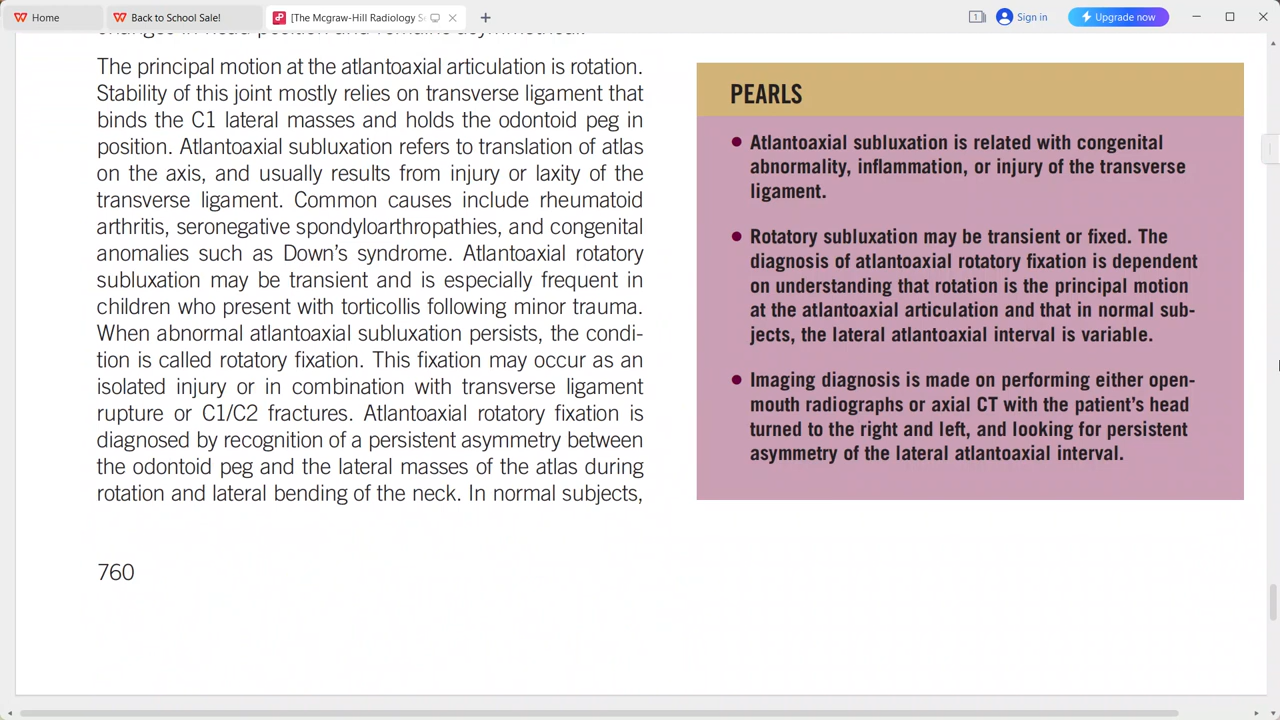 Home
Back to School Sale!
[The Mcgraw-Hill Radiology S
1
Sign in
Upgrade now
The principal motion at the atlantoaxial articulation is rotation.
Stability of this joint mostly relies on transverse ligament that
binds the C1 lateral masses and holds the odontoid peg in
position. Atlantoaxial subluxation refers to translation of atlas
on the axis, and usually results from injury or laxity of the
transverse ligament. Common causes include rheumatoid
arthritis, seronegative spondyloarthropathies, and congenital
anomalies such as Down's syndrome. Atlantoaxial rotatory
subluxation may be transient and is especially frequent in
children who present with torticollis following minor trauma.
When abnormal atlantoaxial subluxation persists, the condi-
tion is called rotatory fixation. This fixation may occur as an
isolated injury or in combination with transverse ligament
rupture or C1/C2 fractures. Atlantoaxial rotatory fixation is
diagnosed by recognition of a persistent asymmetry between
the odontoid peg and the lateral masses of the atlas during
rotation and lateral bending of the neck. In normal subjects,
760
PEARLS
• Atlantoaxial subluxation is related with congenital
abnormality, inflammation, or injury of the transverse
ligament.
• Rotatory subluxation may be transient or fixed. The
diagnosis of atlantoaxial rotatory fixation is dependent
on understanding that rotation is the principal motion
at the atlantoaxial articulation and that in normal sub-
jects, the lateral atlantoaxial interval is variable.
• Imaging diagnosis is made on performing either open-
mouth radiographs or axial CT with the patient's head
turned to the right and left, and looking for persistent
asymmetry of the lateral atlantoaxial interval.